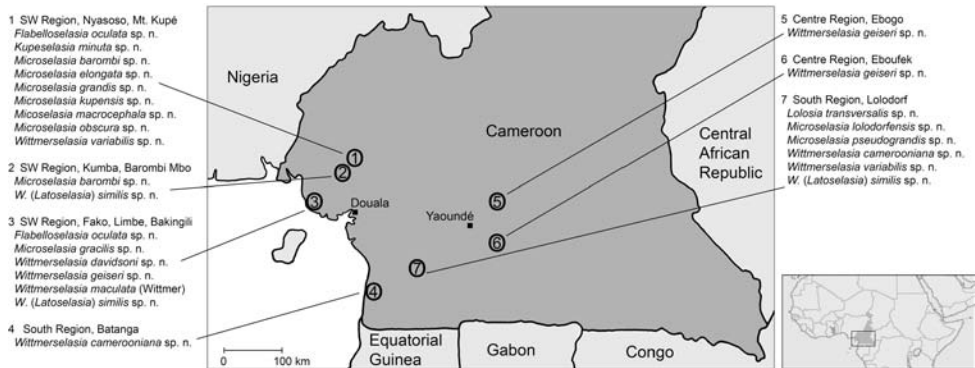 1 SW Region, Nyasoso, Mt. Kupé
Flabelloselasia oculata sp. n.
Kupeselasia minuta sp. n.
Microselasia barombi sp. n.
Microselasia elongata sp. n.
Microselasia grandis sp. n.
Microselasia kupensis sp. n.
Micoselasia macrocephala sp. n.
Microselasia obscura sp. n.
Wittmerselasia variabilis sp. n.
2 SW Region, Kumba, Barombi Mbo
Microselasia barombi sp. n.
W. (Latoselasia) similis sp. n.
3 SW Region, Fako, Limbe, Bakingili
Flabelloselasia oculata sp. n.
Microselasia gracilis sp. n.
Wittmerselasia davidsoni sp. n.
Wittmerselasia geiseri sp. n.
Wittmerselasia maculata (Wittmer)
W. (Latoselasia) similis sp. n.
4 South Region, Batanga
Wittmerselasia camerooniana sp. n.
Nigeria
Cameroon
Central
African
Republic
1
2
3
Douala
Yaoundé
5
6
7
4
0 100 km
Equatorial
Guinea
Gabon
Congo
5 Centre Region, Ebogo
Wittmerselasia geiseri sp. n.
6 Centre Region, Eboufek
Wittmerselasia geiseri sp. n.
7 South Region, Lolodorf
Lolosia transversalis sp. n.
Microselasia lolodorfensis sp. n.
Microselasia pseudograndis sp. n.
Wittmerselasia camerooniana sp. n.
Wittmerselasia variabilis sp. n.
W. (Latoselasia) similis sp. n.